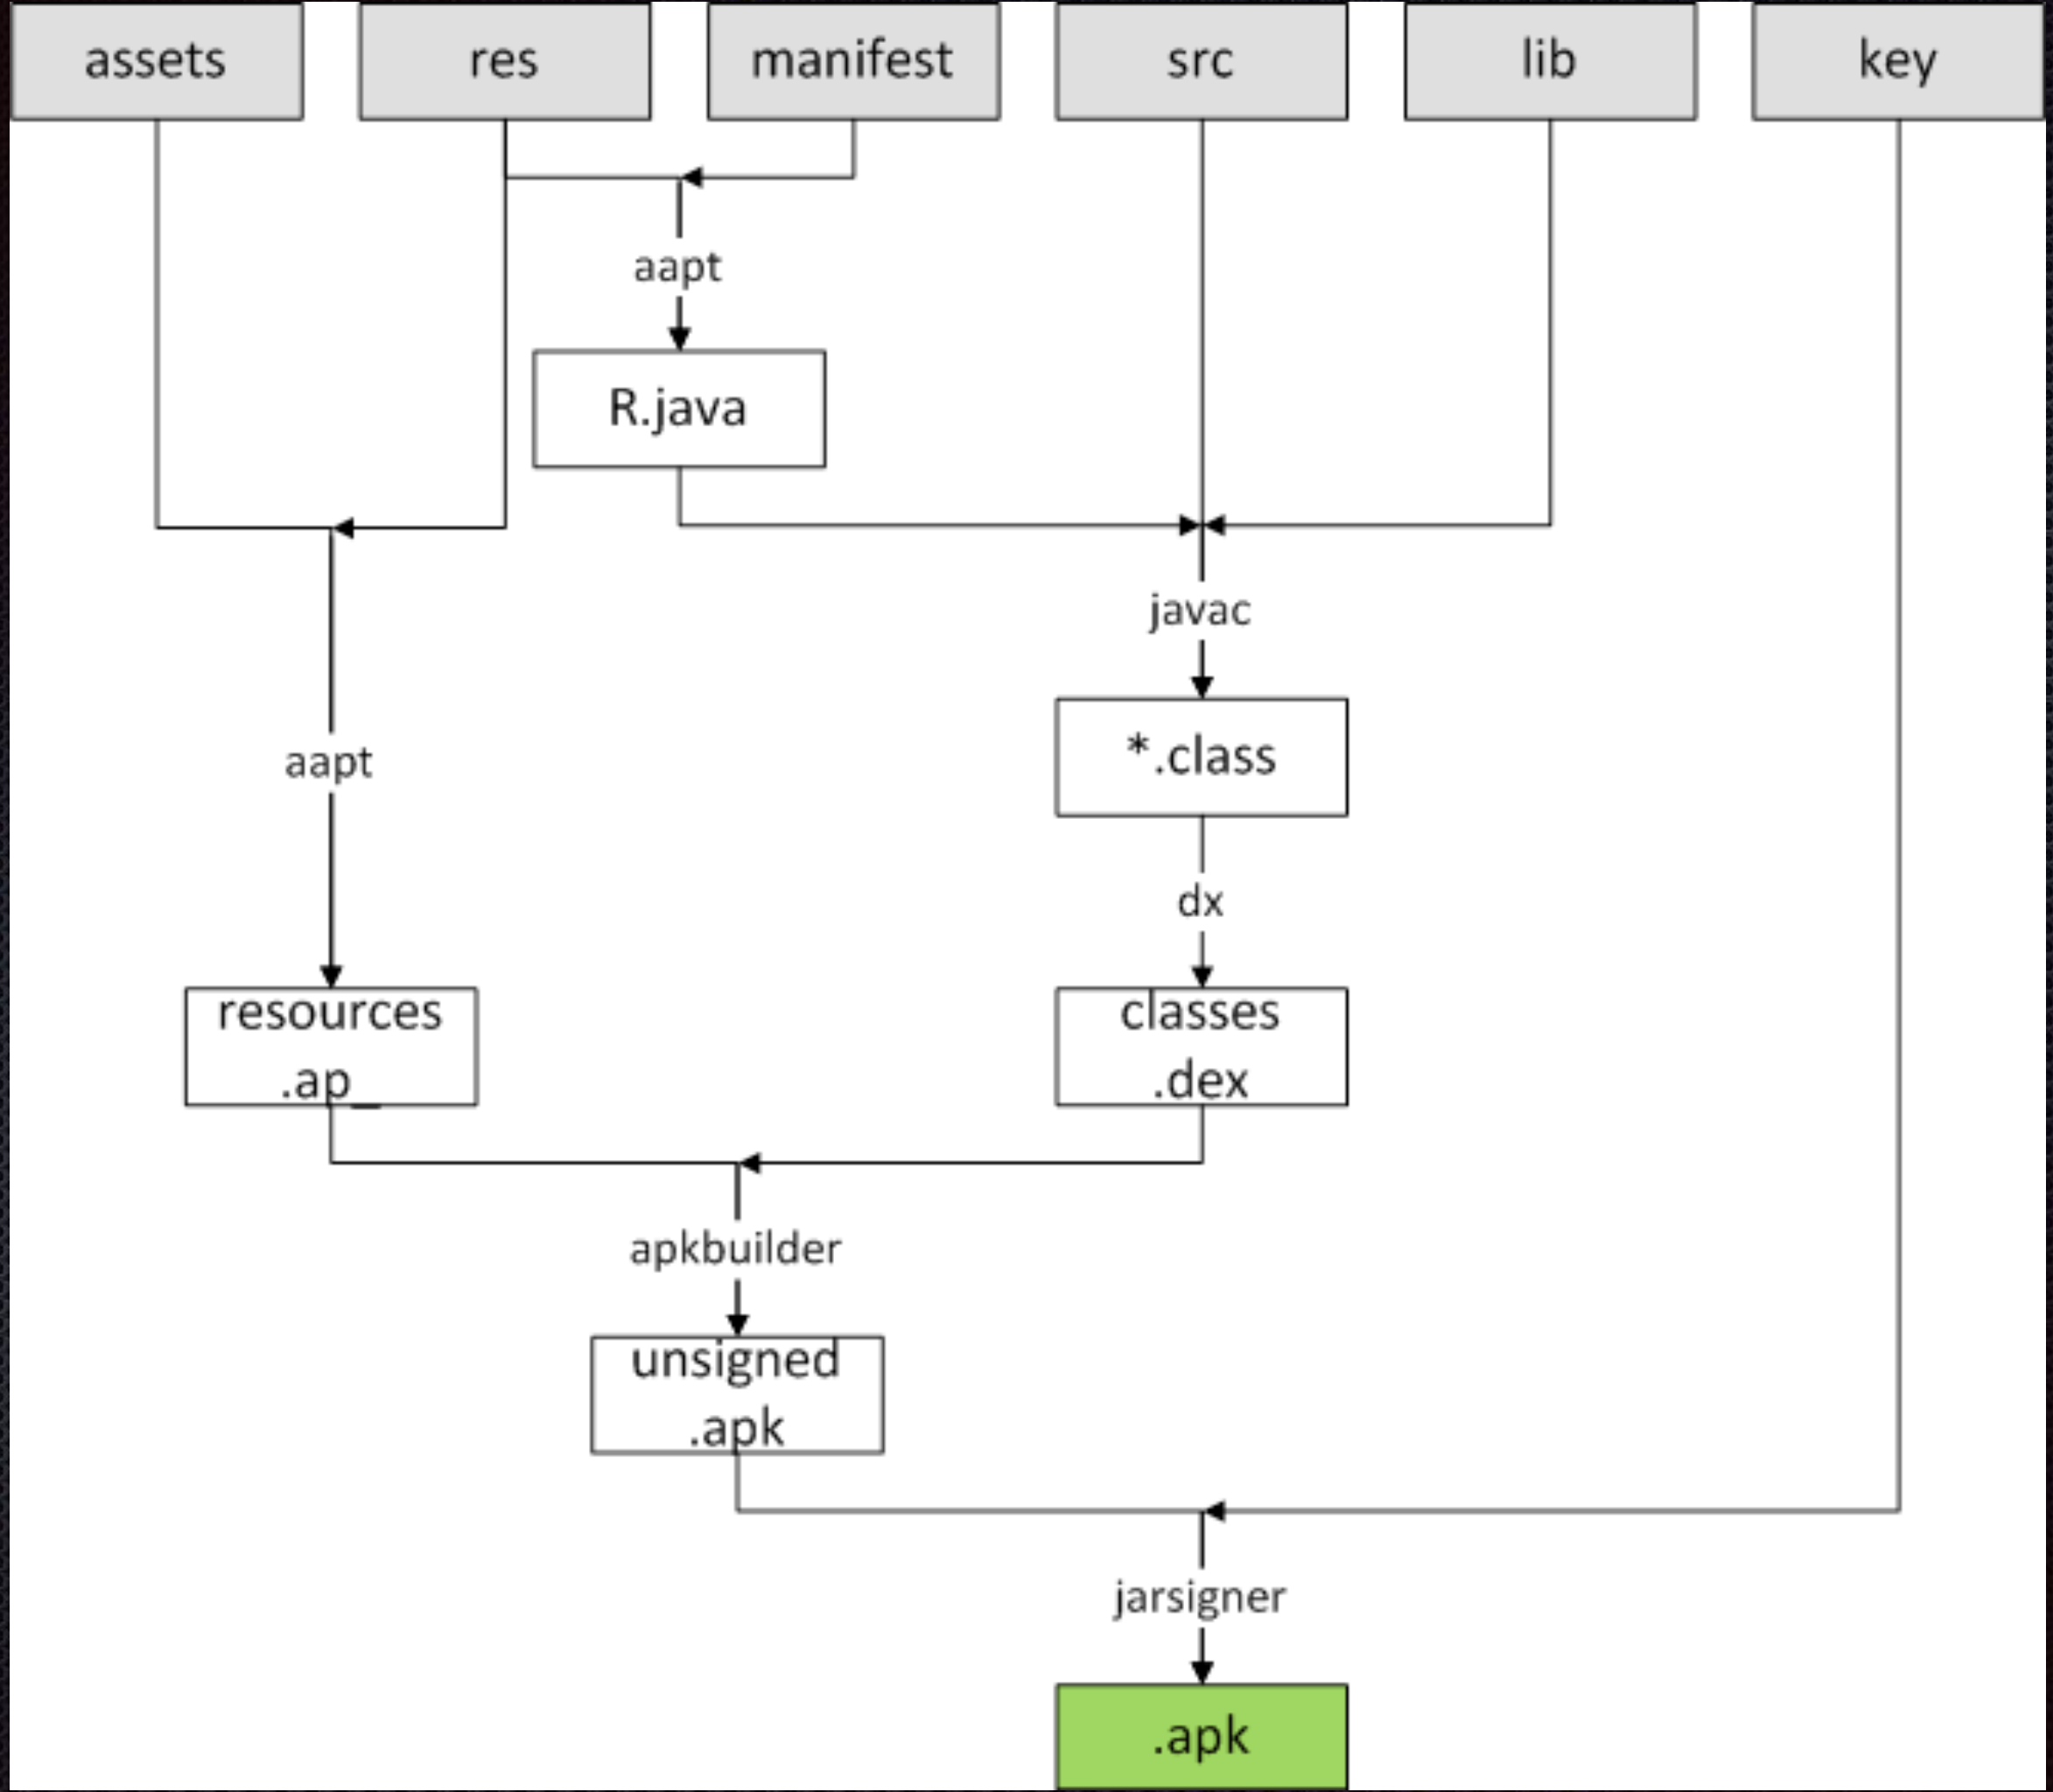 assets
res
manifest
src
lib
key
aapt
R.java
javac
aapt
*.class
dx
resources
.ap_
classes
.dex
apkbuilder
unsigned
.apk
jarsigner
.apk